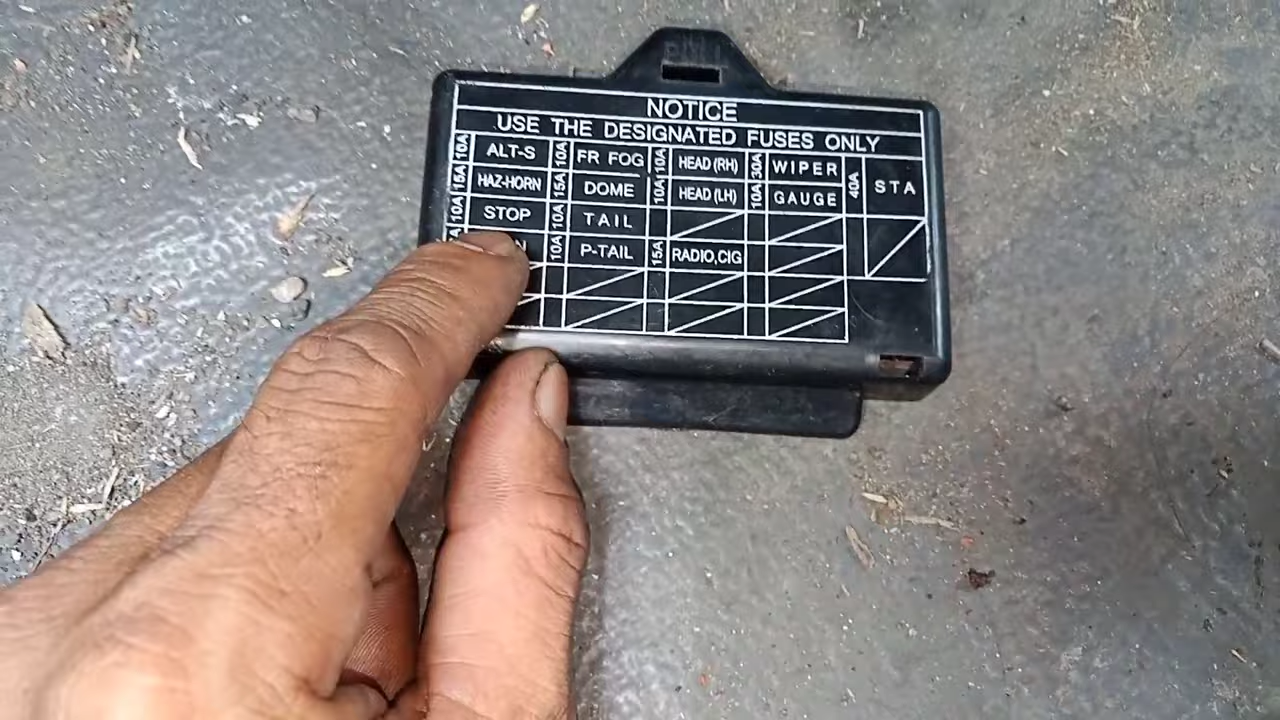 NOTICE
USE THE DESIGNATED FUSES ONLY
10A ALT-S 10A FR FOG 10A HEAD (RH) 30A WIPER 40A STA
15A HAZ-HORN 15A DOME 10A HEAD (LH) 10A GAUGE
10A STOP 10A TAIL
10A P-TAIL 15A RADIO,CIG